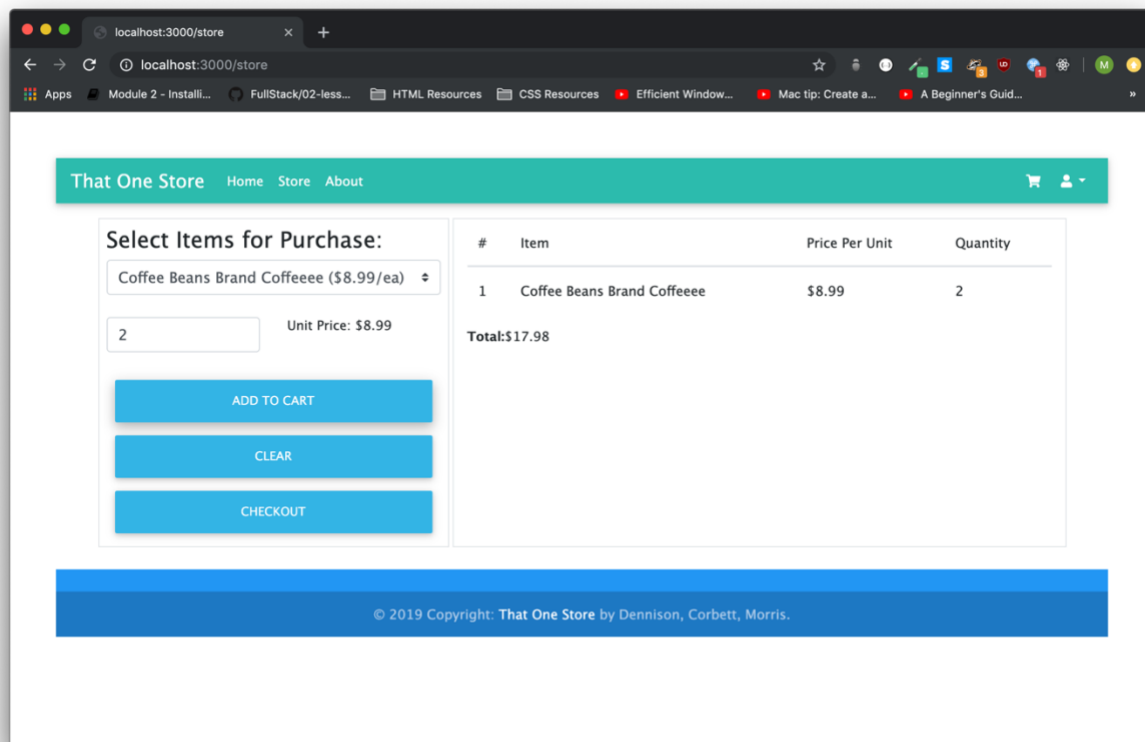 localhost:3000/store
localhost:3000/store
Apps Module 2 - Installi... FullStack/02-less... HTML Resources CSS Resources Efficient Window... Mac tip: Create a... A Beginner's Guid... »
That One Store Home Store About
Select Items for Purchase:
Coffee Beans Brand Coffeeee ($8.99/ea)
2 Unit Price: $8.99
ADD TO CART
CLEAR
CHECKOUT
# Item Price Per Unit Quantity
1 Coffee Beans Brand Coffeeee $8.99 2
Total:$17.98
© 2019 Copyright: That One Store by Dennison, Corbett, Morris.